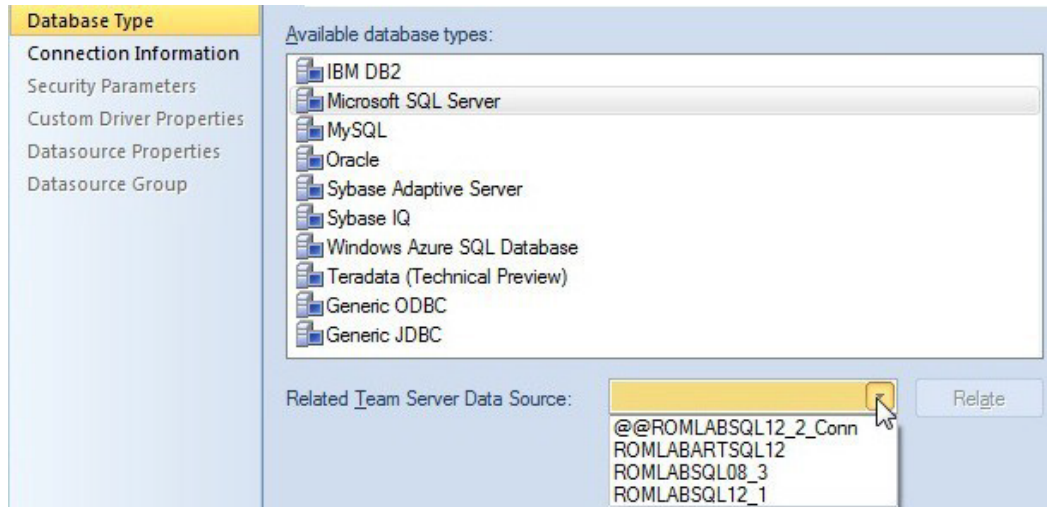 Database Type
Connection Information
Security Parameters
Custom Driver Properties
Datasource Properties
Datasource Group
Available database types:
IBM DB2
Microsoft SQL Server
MySQL
Oracle
Sybase Adaptive Server
Sybase IQ
Windows Azure SQL Database
Teradata (Technical Preview)
Generic ODBC
Generic JDBC
Related Team Server Data Source:
Relate
@@ROMLABSQL12_2_Conn
ROMLABARTSQL12
ROMLABSQL08_3
ROMLABSQL12_1